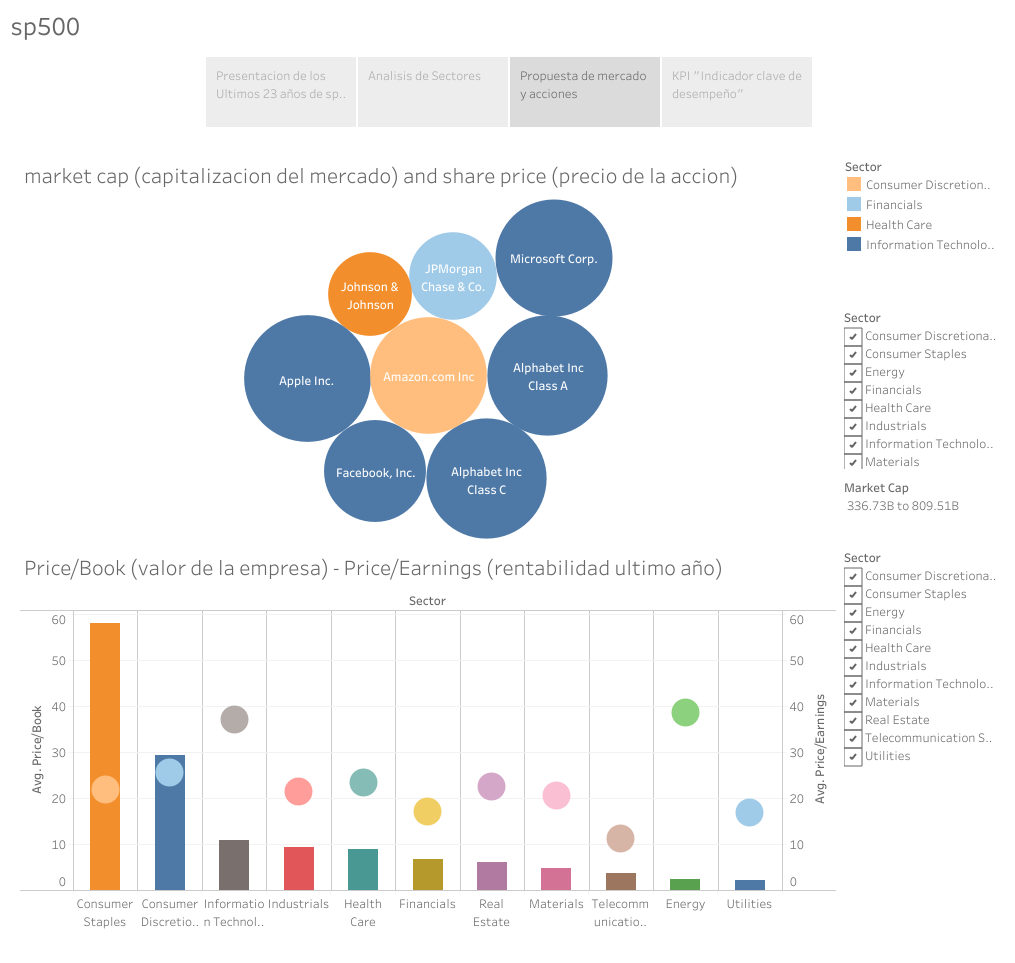 sp500
Presentacion de los
Ultimos 23 años de sp..
Analisis de Sectores
Propuesta de mercado
y acciones
KPI "Indicador clave de
desempeño"
market cap (capitalizacion del mercado) and share price (precio de la accion)
Johnson &
Johnson
JPMorgan
Chase & Co.
Microsoft Corp.
Apple Inc.
Amazon.com Inc
Alphabet Inc
Class A
Facebook, Inc.
Alphabet Inc
Class C
Sector
Consumer Discretion..
Financials
Health Care
Information Technolo..
Sector
Consumer Discretiona..
Consumer Staples
Energy
Financials
Health Care
Industrials
Information Technolo..
Materials
Market Cap
336.73B to 809.51B
Price/Book (valor de la empresa) - Price/Earnings (rentabilidad ultimo año)
Sector
60
50
40
30
20
10
0
Avg. Price/Book
60
50
40
30
20
10
0
Avg. Price/Earnings
Consumer
Staples
Consumer
Discretio..
Informatio
n Technol..
Industrials
Health
Care
Financials
Real
Estate
Materials
Telecomm
unicatio..
Energy
Utilities
Sector
Consumer Discretiona..
Consumer Staples
Energy
Financials
Health Care
Industrials
Information Technolo..
Materials
Real Estate
Telecommunication S..
Utilities